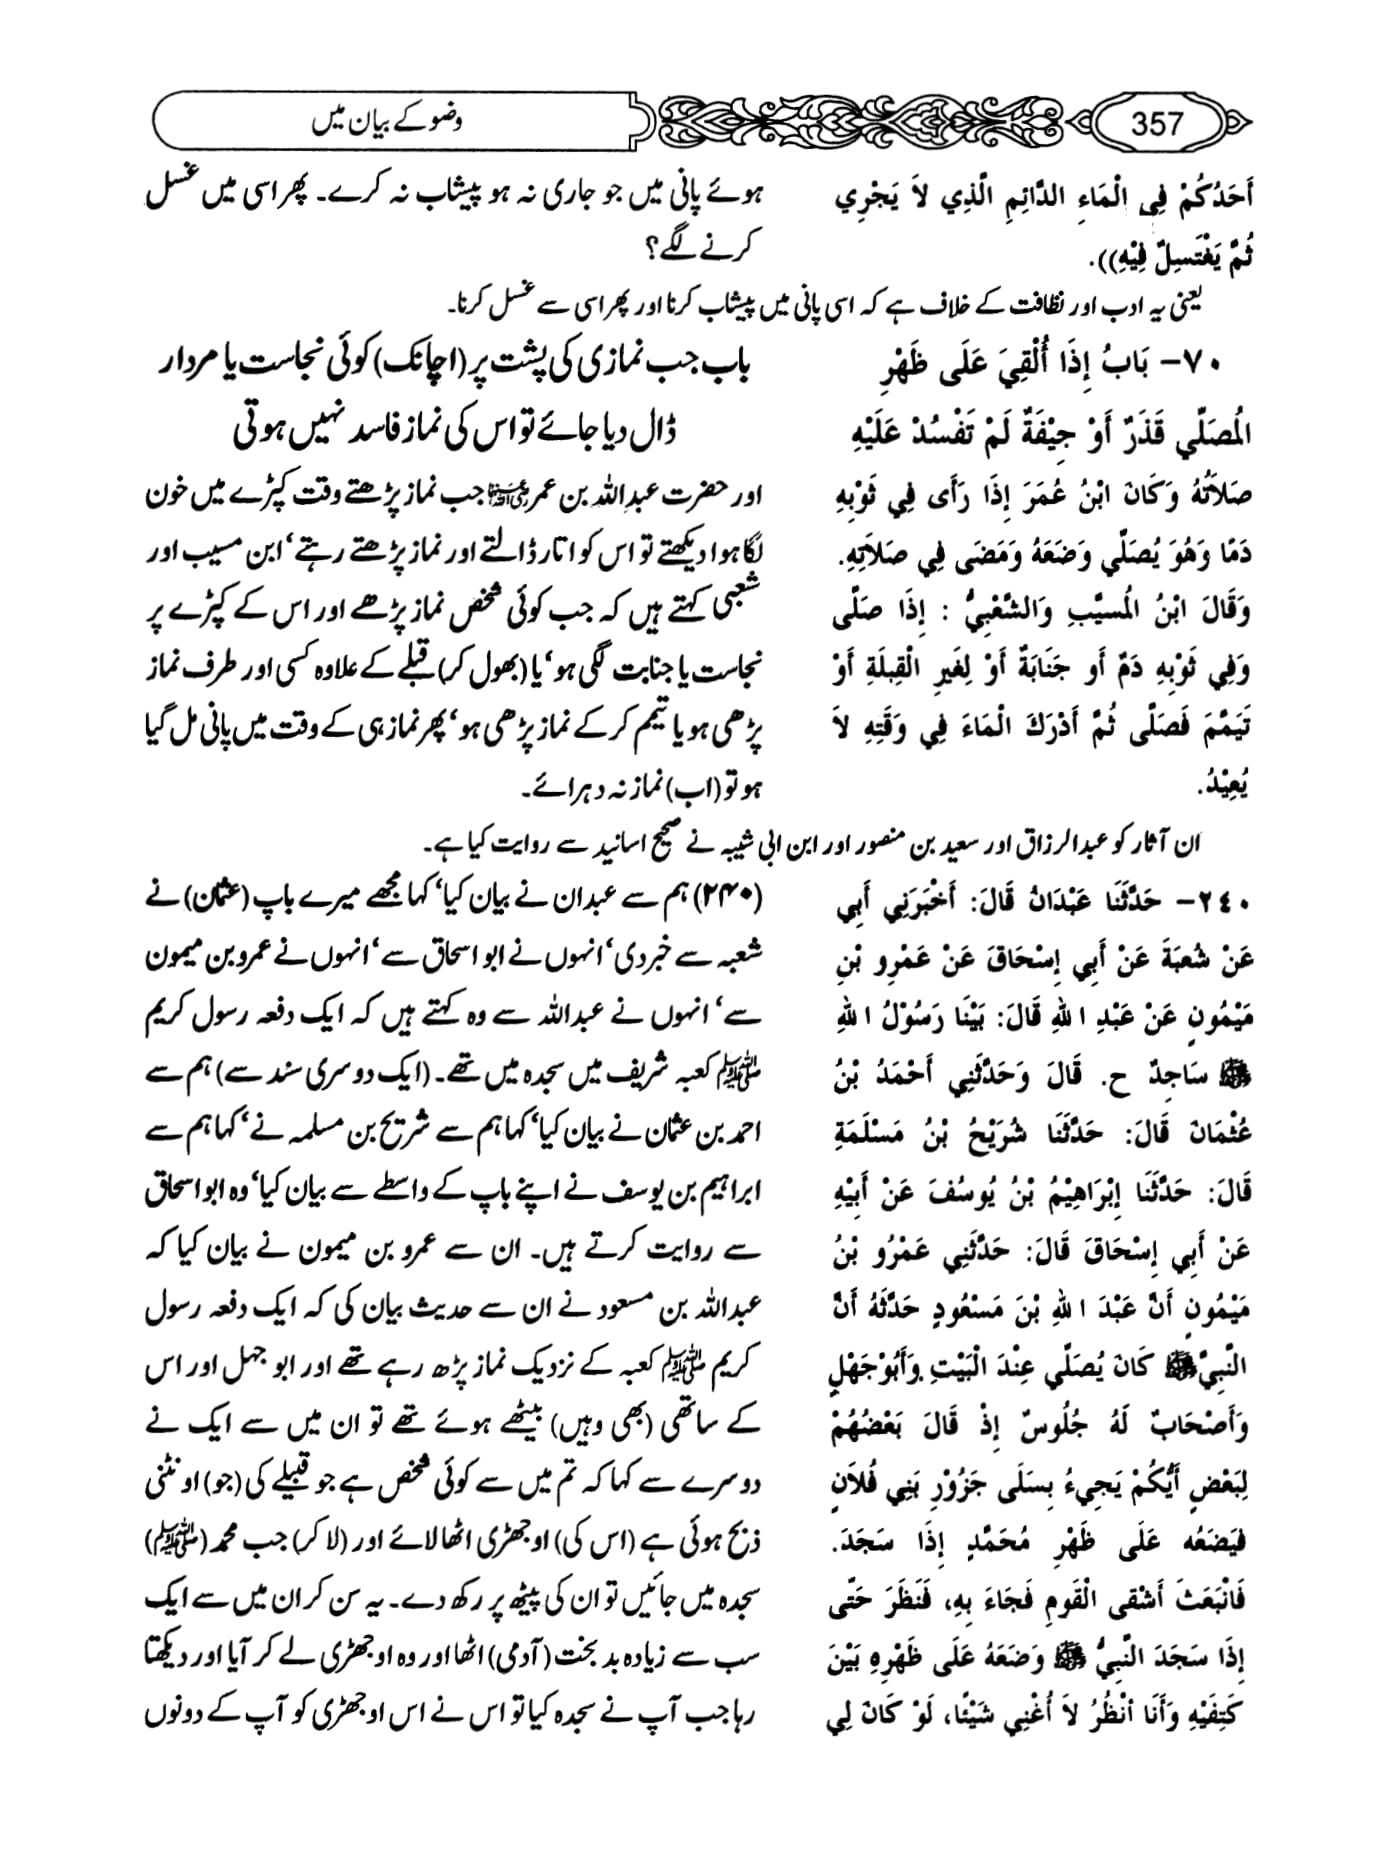 357
وضو کے بیان میں
أَحَدُكُمْ فِي الْمَاءِ الدَّائِمِ الَّذِي لاَ يَجْرِي
ثُمَّ يَغْتَسِلُ فِيْهِ)).
ہوئے پانی میں جو جاری نہ ہو پیشاب نہ کرے۔ پھر اسی میں غسل
کرنے لگے؟
یعنی یہ ادب اور نظافت کے خلاف ہے کہ اسی پانی میں پیشاب کرنا اور پھر اسی سے غسل کرنا۔
٧٠- بَابُ إِذَا أُلْقِيَ عَلَى ظَهْرِ
الْمُصَلِّي قَذَرٌ أَوْ جِيْفَةٌ لَمْ تَفْسُدْ عَلَيْهِ
صَلاَتُهُ وَكَانَ ابْنُ عُمَرَ إِذَا رَأَى فِي ثَوْبِهِ
دَمًا وَهُوَ يُصَلِّي وَضَعَهُ وَمَضَى فِي صَلاَتِهِ.
وَقَالَ ابْنُ الْمُسيَّبِ وَالشَّعْبِيُّ : إِذَا صَلَّى
وَفِي ثَوْبِهِ دَمٌ أَو جَنَابَةٌ أَوْ لِغَيرِ الْقِبلَةِ أَوْ
تَيَمَّمَ فَصَلَّى ثُمَّ أَدْرَكَ الْمَاءَ فِي وَقتِهِ لاَ
يُعِيْدُ.
باب جب نمازی کی پشت پر (اچانک) کوئی نجاست یا مردار
ڈال دیا جائے تو اس کی نماز فاسد نہیں ہوتی
اور حضرت عبداللہ بن عمر رضی اللہ عنہما جب نماز پڑھتے وقت کپڑے میں خون
لگا ہوا دیکھتے تو اس کو اتار ڈالتے اور نماز پڑھتے رہتے‘ ابن مسیب اور
شعبی کہتے ہیں کہ جب کوئی شخص نماز پڑھے اور اس کے کپڑے پر
نجاست یا جنابت لگی ہو‘ یا (بھول کر) قبلے کے علاوہ کسی اور طرف نماز
پڑھی ہو یا تیمم کر کے نماز پڑھی ہو‘ پھر نماز ہی کے وقت میں پانی مل گیا
ہو تو (اب) نماز نہ دہرائے۔
ان آثار کو عبدالرزاق اور سعید بن منصور اور ابن ابی شیبہ نے صحیح اسانید سے روایت کیا ہے۔
٢٤٠- حَدَّثَنَا عَبْدَانُ قَالَ: أَخْبَرَنِي أَبِي
عَنْ شُعبَةَ عَنْ أَبِي إِسْحَاقَ عَنْ عَمْرِو بْنِ
مَيْمُونٍ عَنْ عَبْدِ اللهِ قَالَ: بَيْنَا رَسُوْلُ اللهِ
ﷺ سَاجِدٌ ح. قَالَ وَحَدَّثَنِي أَحْمَدُ بْنُ
عُثْمَانَ قَالَ: حَدَّثَنَا شُرَيْحُ بْنُ مَسْلَمَةِ
قَالَ: حَدَّثَنَا إِبْرَاهِيْمُ بْنُ يُوسُفَ عَنْ أَبِيْهِ
عَنْ أَبِي إِسْحَاقَ قَالَ: حَدَّثَنِي عَمْرُو بْنُ
مَيْمُونٍ أَنَّ عَبْدَ اللهِ بْنَ مَسْعُودٍ حَدَّثَهُ أَنَّ
النَّبِيَّ ﷺ كَانَ يُصَلِّي عِنْدَ الْبَيْتِ وَأَبُوْجَهْلٍ
وَأَصْحَابٌ لَهُ جُلُوسٌ إِذْ قَالَ بَعْضُهُمْ
لِبَعْضٍ أَيُّكُمْ يَجِيءُ بِسَلَى جَزُوْرِ بَنِي فُلاَنٍ
فَيَضَعُه عَلَى ظَهْرِ مُحَمَّدٍ إِذَا سَجَدَ.
فَانْبَعَثَ أَشْقى الْقَومِ فَجَاءَ بِهِ، فَنَظَرَ حَتَّى
إِذَا سَجَدَ النَّبِيُّ ﷺ وَضَعَهُ عَلَى ظَهْرِهِ بَيْنَ
كَتِفَيْهِ وَأَنَا أَنْظُرُ لاَ أُغْنِي شَيْئًا، لَوْ كَانَ لِي
(۲۴۰) ہم سے عبدان نے بیان کیا‘ کہا مجھے میرے باپ (عثمان) نے
شعبہ سے خبر دی‘ انہوں نے ابو اسحاق سے‘ انہوں نے عمرو بن میمون
سے‘ انہوں نے عبداللہ سے وہ کہتے ہیں کہ ایک دفعہ رسول کریم
ﷺ کعبہ شریف میں سجدہ میں تھے۔ (ایک دوسری سند سے) ہم سے
احمد بن عثمان نے بیان کیا‘ کہا ہم سے شریح بن مسلمہ نے‘ کہا ہم سے
ابراہیم بن یوسف نے اپنے باپ کے واسطے سے بیان کیا‘ وہ ابو اسحاق
سے روایت کرتے ہیں۔ ان سے عمرو بن میمون نے بیان کیا کہ
عبداللہ بن مسعود نے ان سے حدیث بیان کی کہ ایک دفعہ رسول
کریم ﷺ کعبہ کے نزدیک نماز پڑھ رہے تھے اور ابو جہل اور اس
کے ساتھی (بھی وہیں) بیٹھے ہوئے تھے تو ان میں سے ایک نے
دوسرے سے کہا کہ تم میں سے کوئی شخص ہے جو قبیلے کی (جو) اونٹنی
ذبح ہوئی ہے (اس کی) اوجھڑی اٹھا لائے اور (لا کر) جب محمد (ﷺ)
سجدہ میں جائیں تو ان کی پیٹھ پر رکھ دے۔ یہ سن کر ان میں سے ایک
سب سے زیادہ بدبخت (آدمی) اٹھا اور وہ اوجھڑی لے کر آیا اور دیکھتا
رہا جب آپ نے سجدہ کیا تو اس نے اس اوجھڑی کو آپ کے دونوں